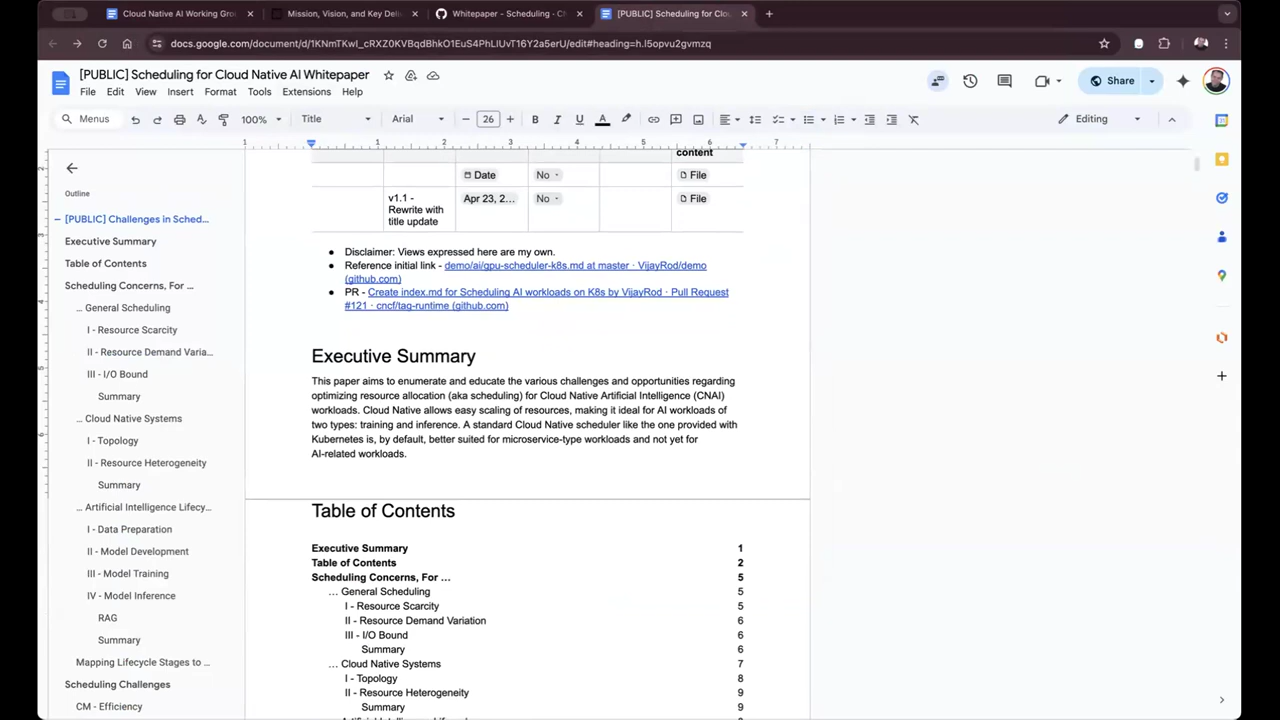 Cloud Native AI Working Gro
Mission, Vision, and Key Deli
Whitepaper - Scheduling · C
[PUBLIC] Scheduling for Clou
docs.google.com/document/d/1KNmTKwI_cRXZ0KVBqdBhkO1EuS4PhLIUvT16Y2a5erU/edit#heading=h.l5opvu2gvmzq
[PUBLIC] Scheduling for Cloud Native AI Whitepaper
Share
File Edit View Insert Format Tools Extensions Help
Menus 100% Title Arial 26 B I U A Editing
1 1 2 3 4 5 6 7
content
Date No File
v1.1 - Rewrite with title update
Apr 23, 2... No File
Outline
[PUBLIC] Challenges in Sched...
Executive Summary
Table of Contents
Scheduling Concerns, For ...
... General Scheduling
I - Resource Scarcity
II - Resource Demand Varia...
III - I/O Bound
Summary
... Cloud Native Systems
I - Topology
II - Resource Heterogeneity
Summary
... Artificial Intelligence Lifecy...
I - Data Preparation
II - Model Development
III - Model Training
IV - Model Inference
RAG
Summary
Mapping Lifecycle Stages to ...
Scheduling Challenges
CM - Efficiency
● Disclaimer: Views expressed here are my own.
● Reference initial link - demo/ai/gpu-scheduler-k8s.md at master · VijayRod/demo
(github.com)
● PR - Create index.md for Scheduling AI workloads on K8s by VijayRod · Pull Request
#121 · cncf/tag-runtime (github.com)
Executive Summary
This paper aims to enumerate and educate the various challenges and opportunities regarding
optimizing resource allocation (aka scheduling) for Cloud Native Artificial Intelligence (CNAI)
workloads. Cloud Native allows easy scaling of resources, making it ideal for AI workloads of
two types: training and inference. A standard Cloud Native scheduler like the one provided with
Kubernetes is, by default, better suited for microservice-type workloads and not yet for
AI-related workloads.
Table of Contents
Executive Summary 1
Table of Contents 2
Scheduling Concerns, For ... 5
... General Scheduling 5
I - Resource Scarcity 5
II - Resource Demand Variation 6
III - I/O Bound 6
Summary 6
... Cloud Native Systems 7
I - Topology 8
II - Resource Heterogeneity 9
Summary 9